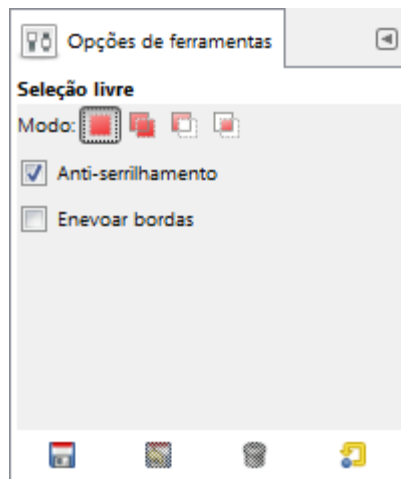 Opções de ferramentas
Seleção livre
Modo:
Anti-serrilhamento
Enevoar bordas